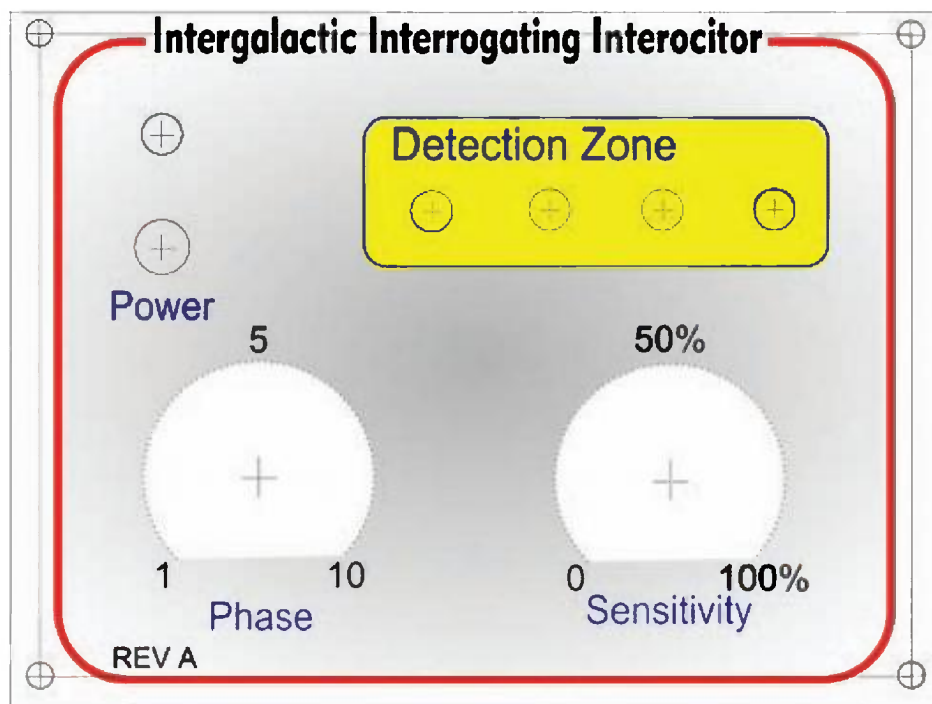 Intergalactic Interrogating Interocitor
Detection Zone
Power
5
50%
1
10
0
100%
Phase
Sensitivity
REV A